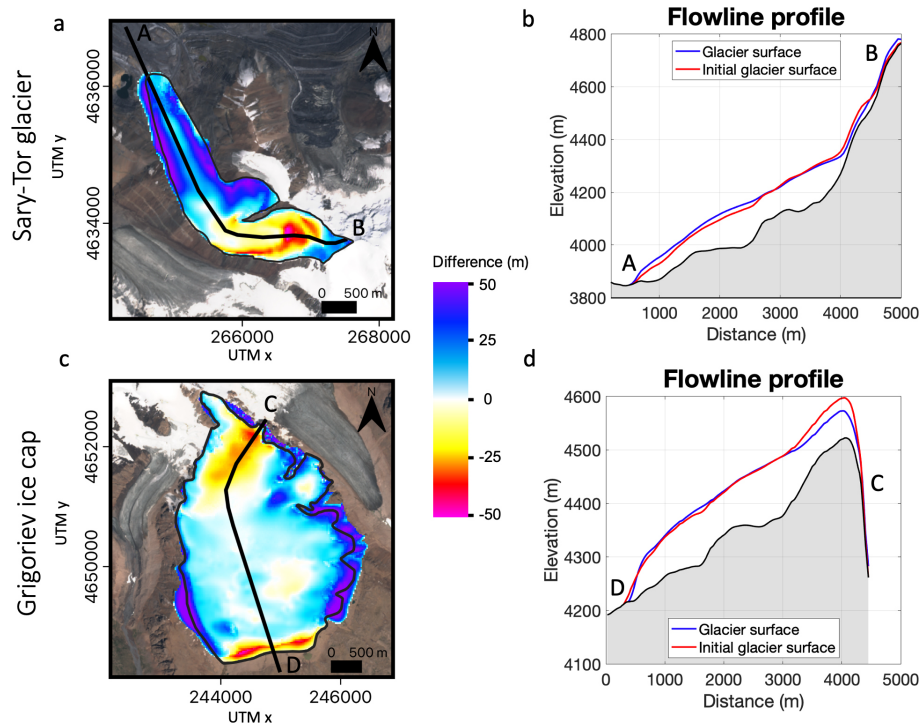 Sary-Tor glacier
a
A
B
N
4636000
4634000
UTM y
0 500 m
266000 268000
UTM x
b
Flowline profile
Glacier surface
Initial glacier surface
A
B
4800
4600
4400
4200
4000
3800
Elevation (m)
1000 2000 3000 4000 5000
Distance (m)
Difference (m)
50
25
0
-25
-50
Grigoriev ice cap
c
C
D
N
4652000
4650000
UTM y
0 500 m
244000 246000
UTM x
d
Flowline profile
D
C
4600
4500
4400
4300
4200
4100
Elevation (m)
Glacier surface
Initial glacier surface
0 1000 2000 3000 4000 5000
Distance (m)